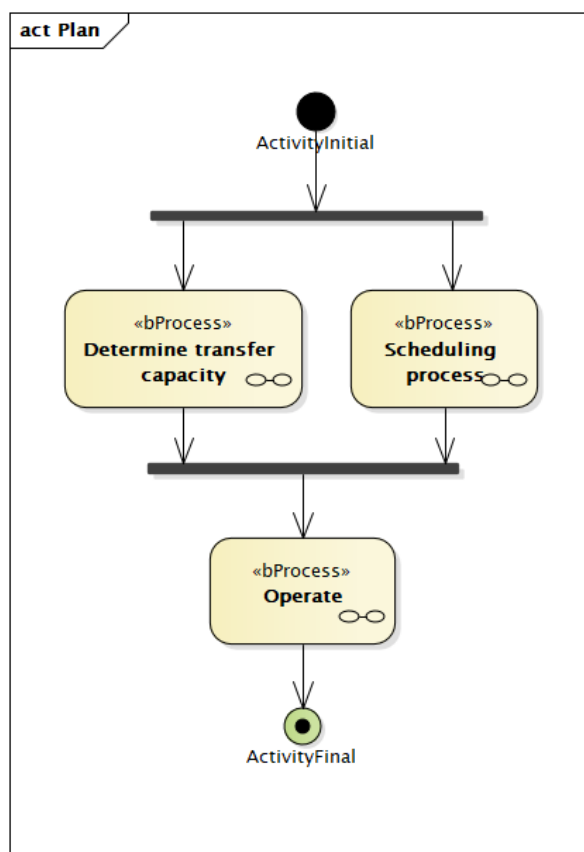 act Plan
ActivityInitial
«bProcess»
Determine transfer
capacity
«bProcess»
Scheduling
process
«bProcess»
Operate
ActivityFinal